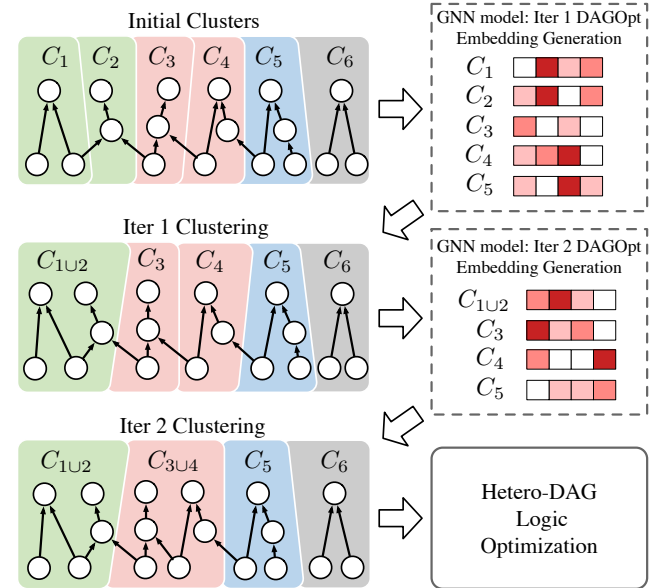 Initial Clusters
C₁ C₂ C₃ C₄ C₅ C₆
GNN model: Iter 1 DAGOpt
Embedding Generation
C₁
C₂
C₃
C₄
C₅
Iter 1 Clustering
C₁∪₂ C₃ C₄ C₅ C₆
GNN model: Iter 2 DAGOpt
Embedding Generation
C₁∪₂
C₃
C₄
C₅
Iter 2 Clustering
C₁∪₂ C₃∪₄ C₅ C₆
Hetero-DAG
Logic
Optimization